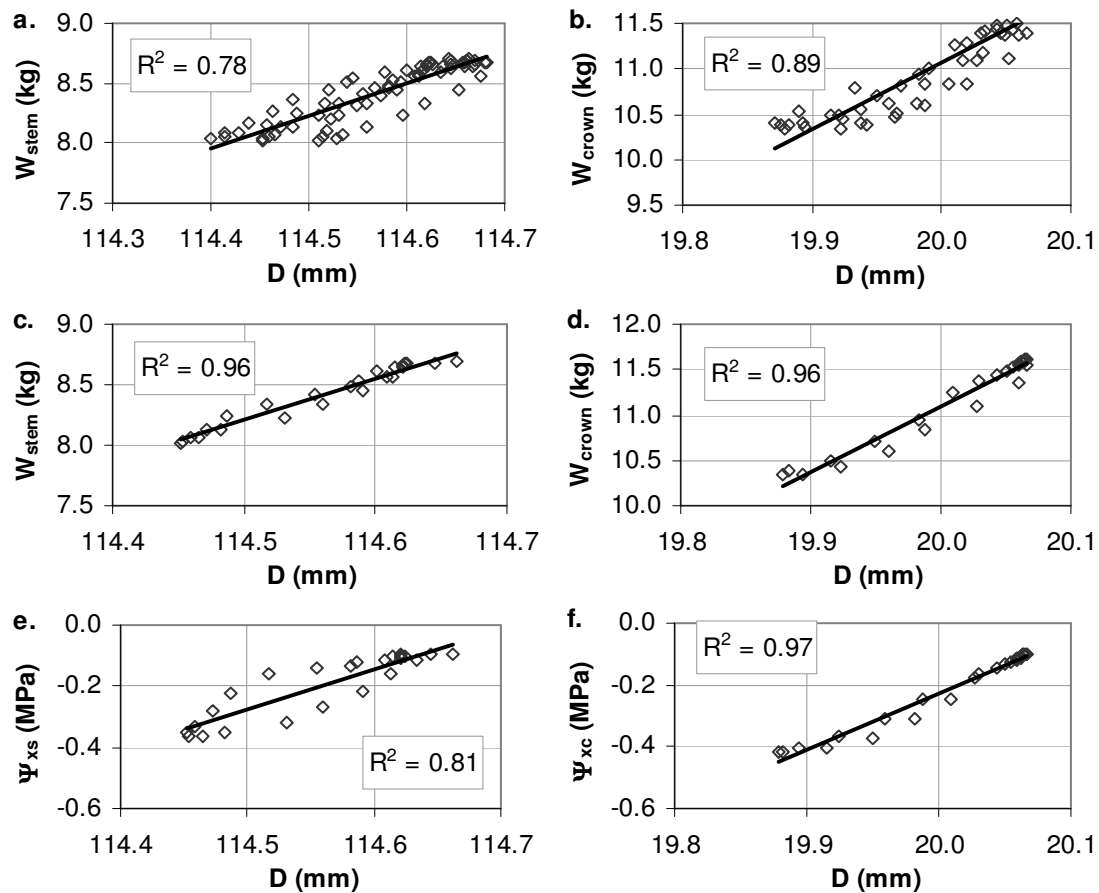 a.
9.0
8.5
8.0
7.5
W stem (kg)
R² = 0.78
114.3 114.4 114.5 114.6 114.7
D (mm)
b.
11.5
11.0
10.5
10.0
9.5
W crown (kg)
R² = 0.89
19.8 19.9 20.0 20.1
D (mm)
c.
9.0
8.5
8.0
7.5
W stem (kg)
R² = 0.96
114.4 114.5 114.6 114.7
D (mm)
d.
12.0
11.5
11.0
10.5
10.0
W crown (kg)
R² = 0.96
19.8 19.9 20.0 20.1
D (mm)
e.
0.0
-0.2
-0.4
-0.6
Ψxs (MPa)
R² = 0.81
114.4 114.5 114.6 114.7
D (mm)
f.
0.0
-0.2
-0.4
-0.6
Ψxc (MPa)
R² = 0.97
19.8 19.9 20.0 20.1
D (mm)